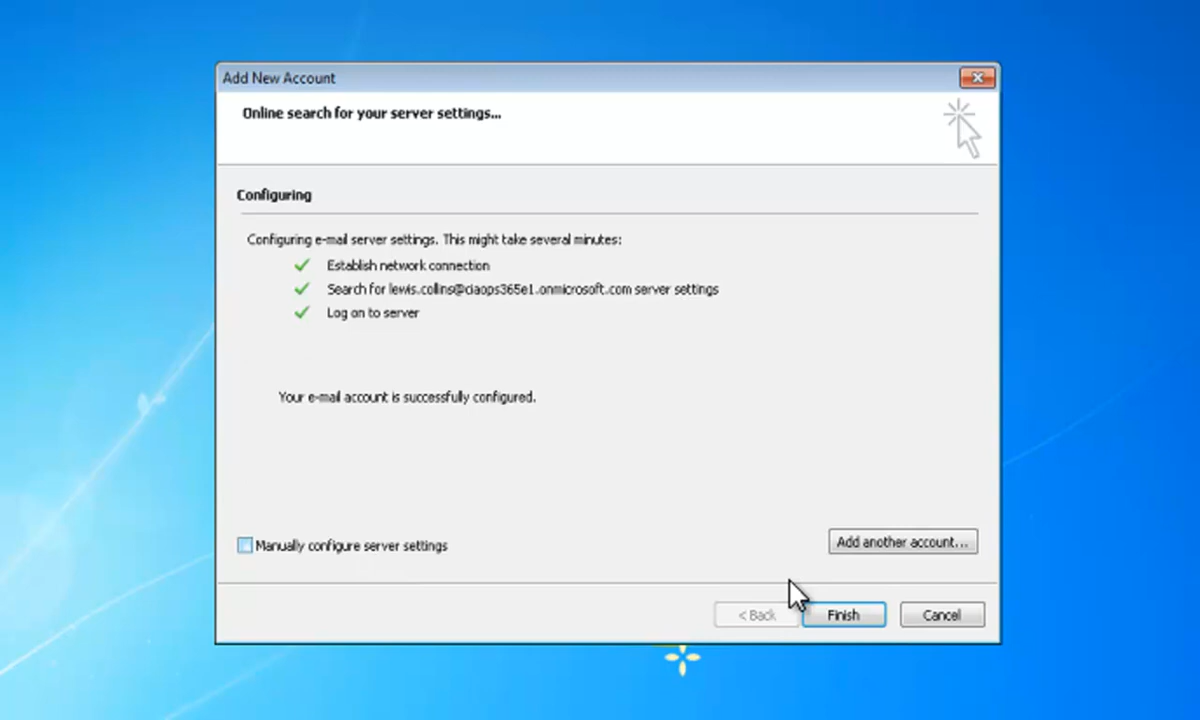 Add New Account
Online search for your server settings...
Configuring
Configuring e-mail server settings. This might take several minutes:
Establish network connection
Search for lewis.collins@ciaops365e1.onmicrosoft.com server settings
Log on to server
Your e-mail account is successfully configured.
Manually configure server settings
Add another account...
< Back
Finish
Cancel